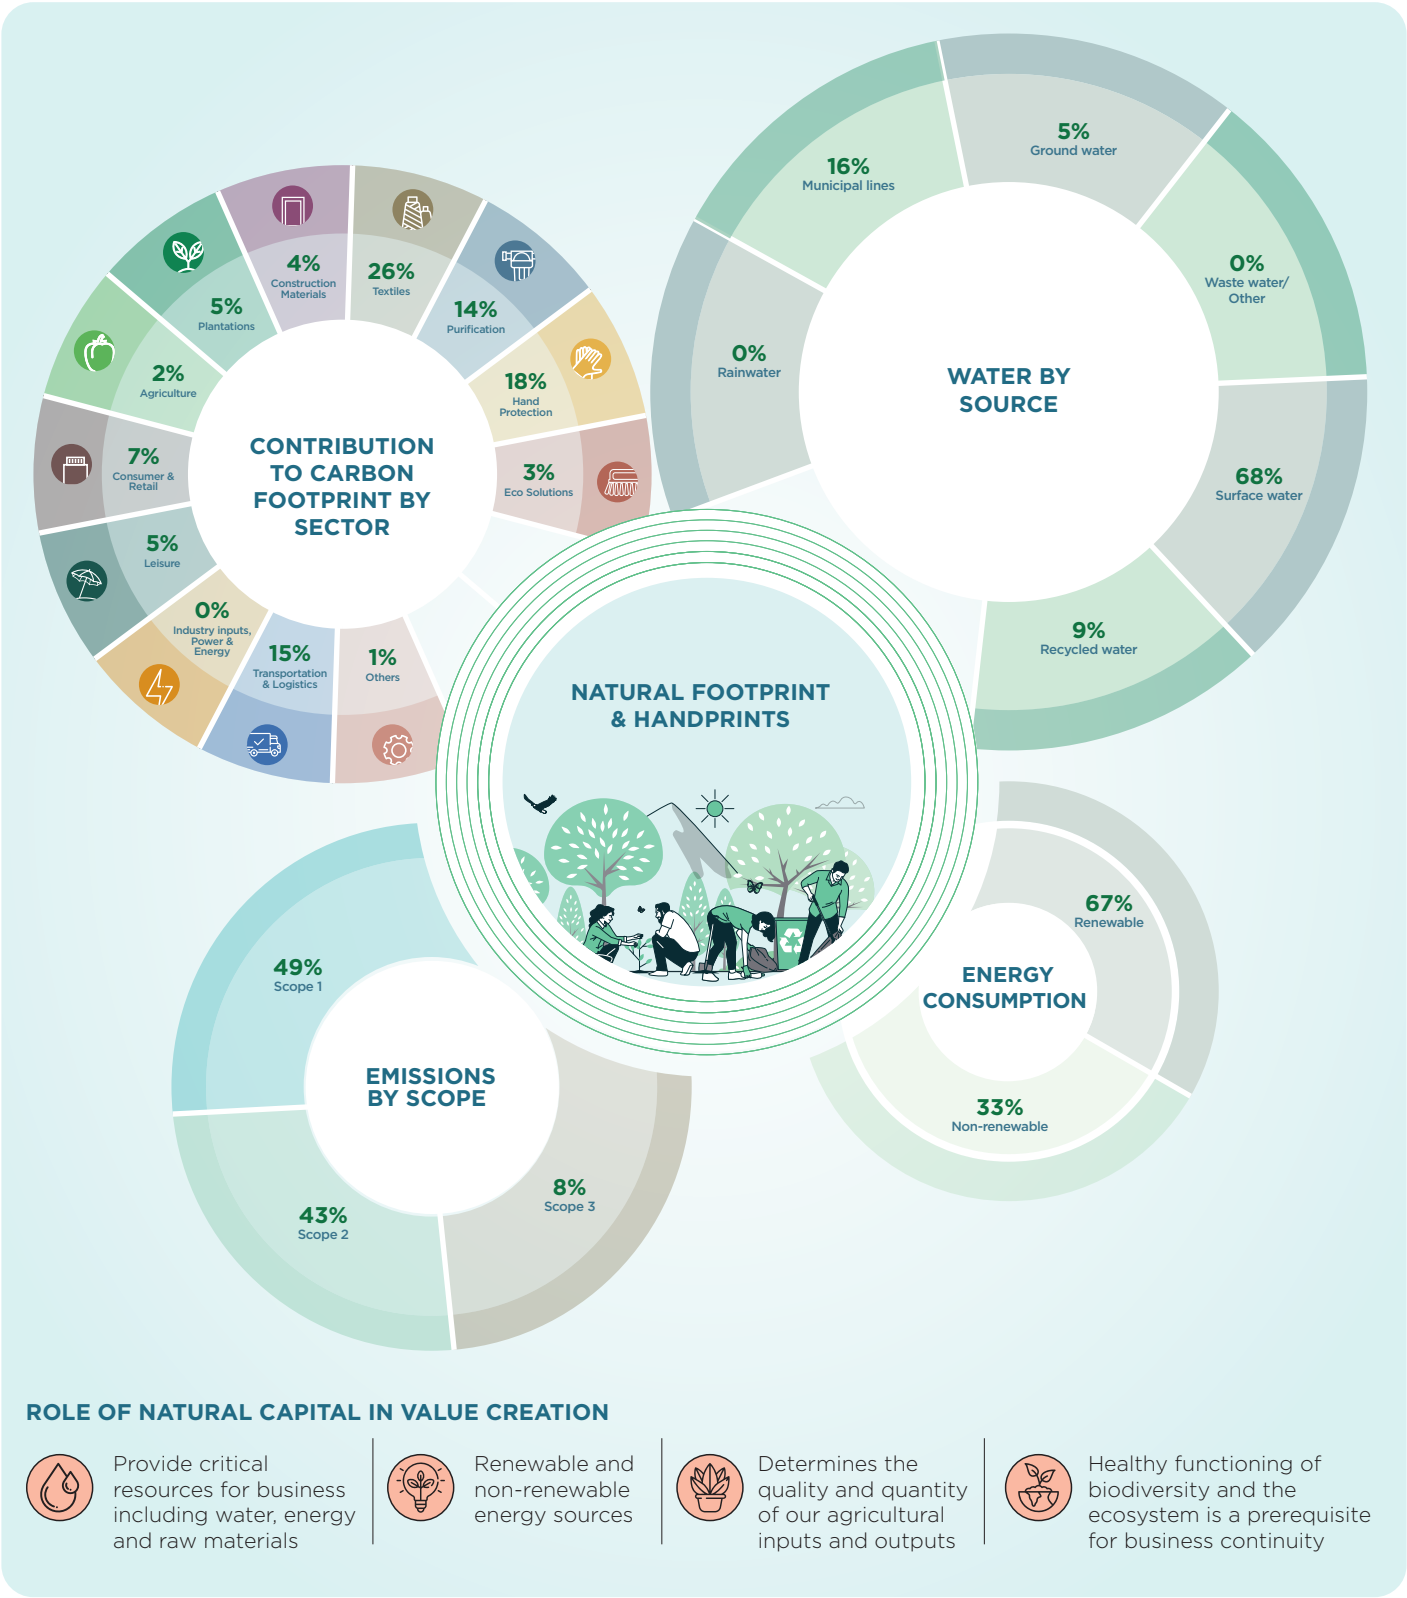 CONTRIBUTION
TO CARBON
FOOTPRINT BY
SECTOR
4%
Construction
Materials
26%
Textiles
14%
Purification
18%
Hand
Protection
3%
Eco Solutions
1%
Others
15%
Transportation
& Logistics
0%
Industry inputs,
Power &
Energy
5%
Leisure
7%
Consumer &
Retail
2%
Agriculture
5%
Plantations
WATER BY
SOURCE
5%
Ground water
0%
Waste water/
Other
68%
Surface water
9%
Recycled water
0%
Rainwater
16%
Municipal lines
NATURAL FOOTPRINT
& HANDPRINTS
EMISSIONS
BY SCOPE
49%
Scope 1
43%
Scope 2
8%
Scope 3
ENERGY
CONSUMPTION
67%
Renewable
33%
Non-renewable
ROLE OF NATURAL CAPITAL IN VALUE CREATION
Provide critical
resources for business
including water, energy
and raw materials
Renewable and
non-renewable
energy sources
Determines the
quality and quantity
of our agricultural
inputs and outputs
Healthy functioning of
biodiversity and the
ecosystem is a prerequisite
for business continuity